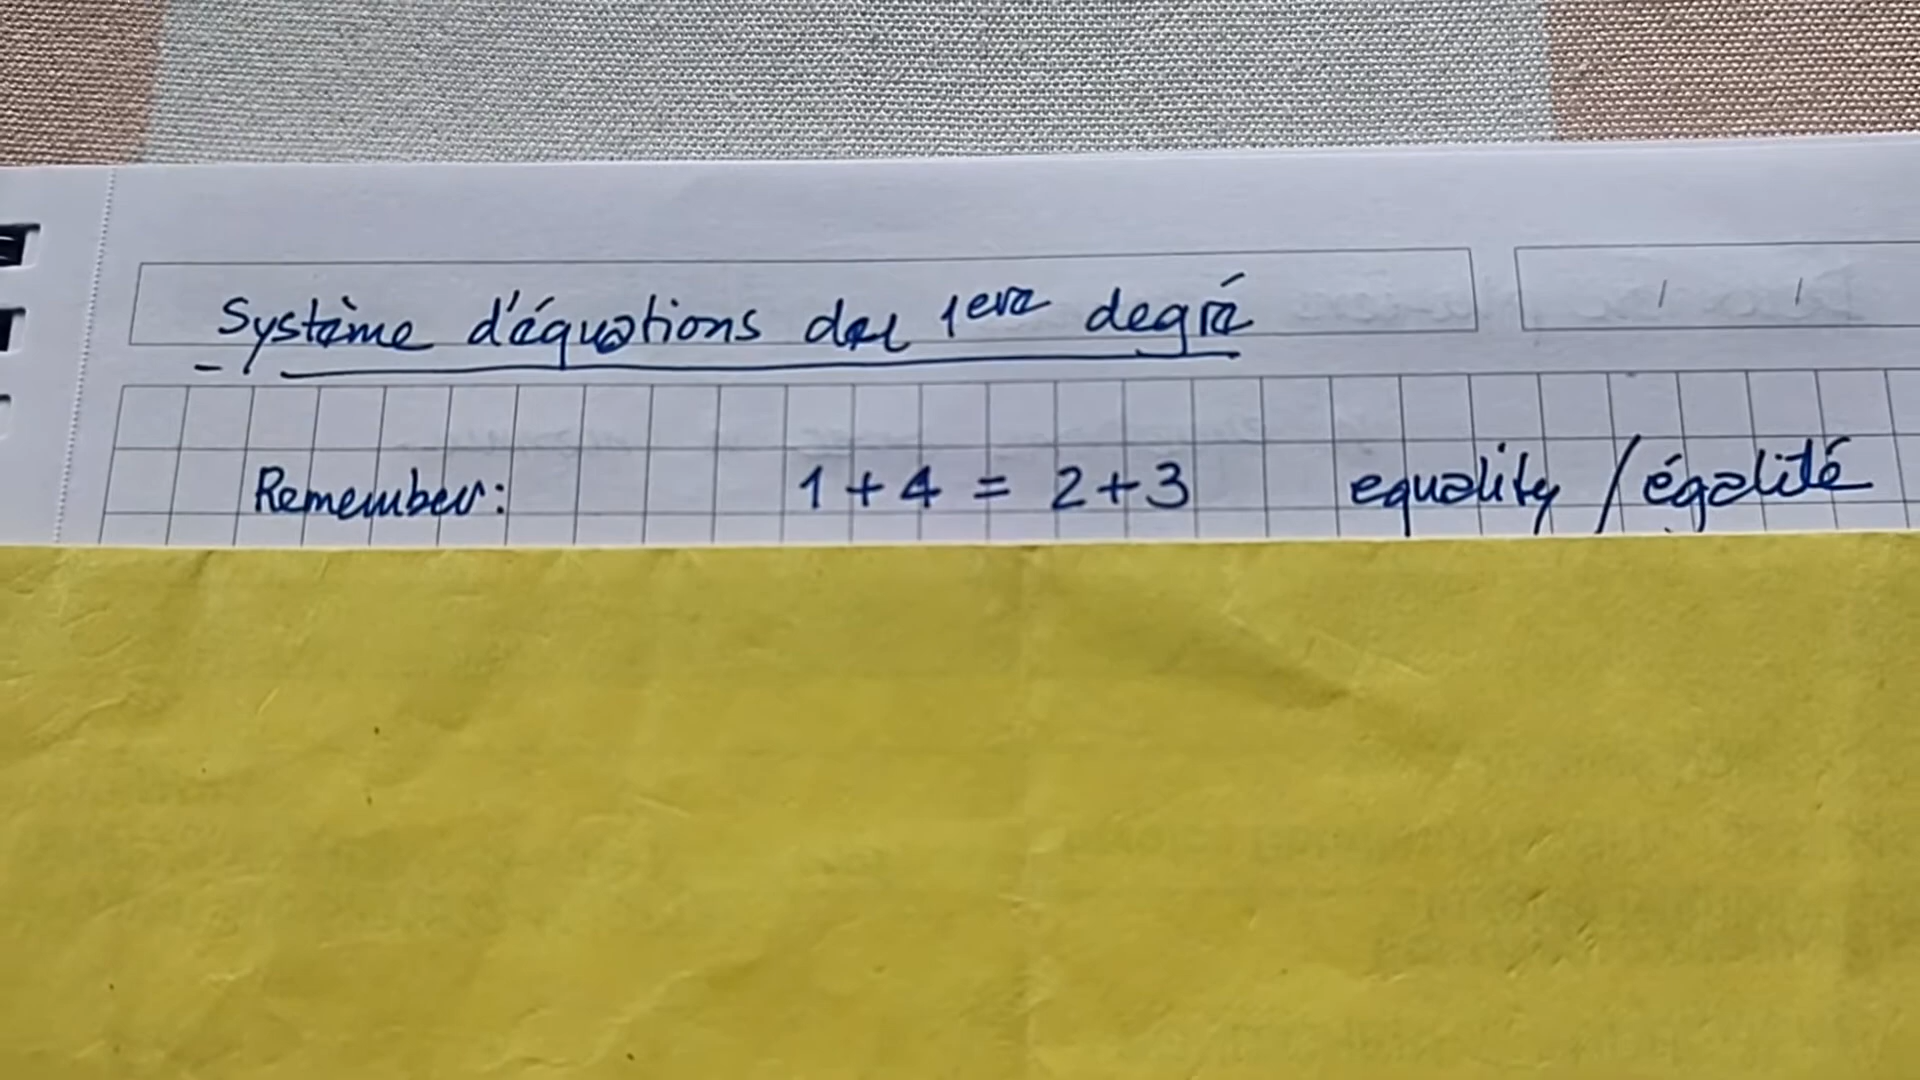 Système d'équations du 1ere degré
Remember: 1 + 4 = 2 + 3 equality / égalité